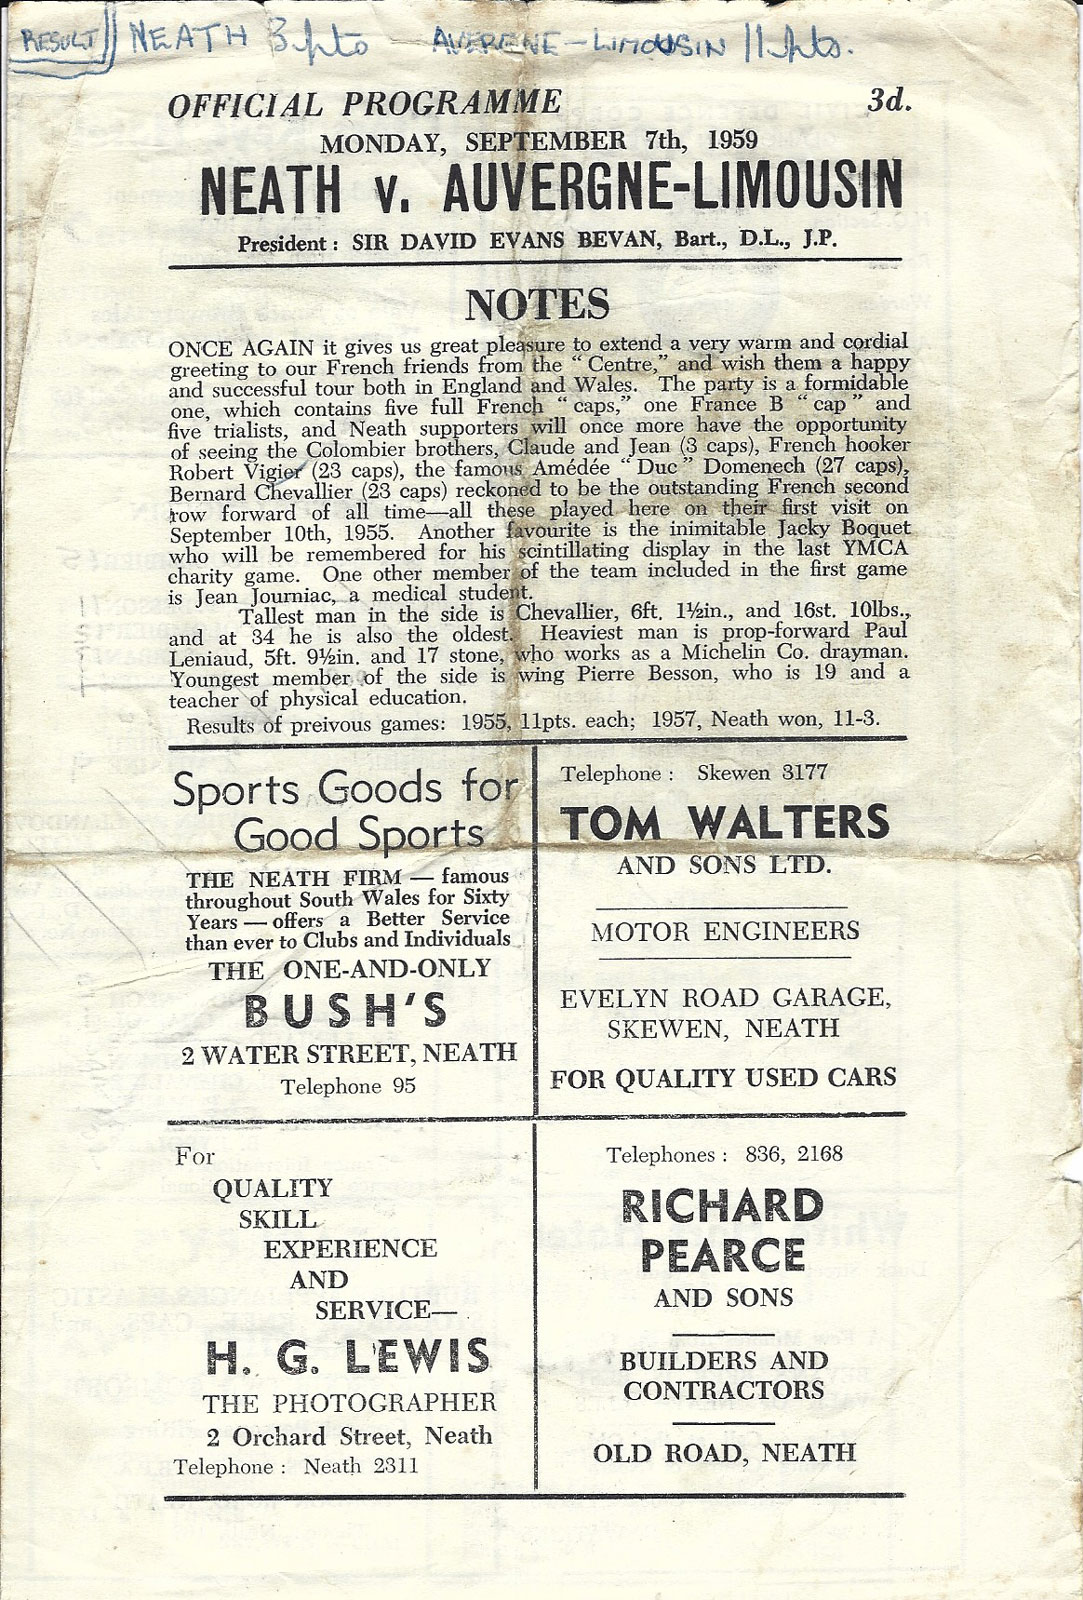 RESULT NEATH 3 pts AVERGNE-LIMOUSIN 11 pts.
OFFICIAL PROGRAMME 3d.
MONDAY, SEPTEMBER 7th, 1959
NEATH v. AUVERGNE-LIMOUSIN
President : SIR DAVID EVANS BEVAN, Bart., D.L., J.P.
NOTES
ONCE AGAIN it gives us great pleasure to extend a very warm and cordial
greeting to our French friends from the “ Centre,” and wish them a happy
and successful tour both in England and Wales. The party is a formidable
one, which contains five full French “ caps,” one France B “ cap ” and
five trialists, and Neath supporters will once more have the opportunity
of seeing the Colombier brothers, Claude and Jean (3 caps), French hooker
Robert Vigier (23 caps), the famous Amédée “ Duc ” Domenech (27 caps),
Bernard Chevallier (23 caps) reckoned to be the outstanding French second
row forward of all time—all these played here on their first visit on
September 10th, 1955. Another favourite is the inimitable Jacky Boquet
who will be remembered for his scintillating display in the last YMCA
charity game. One other member of the team included in the first game
is Jean Journiac, a medical student.
Tallest man in the side is Chevallier, 6ft. 1½in., and 16st. 10lbs.,
and at 34 he is also the oldest. Heaviest man is prop-forward Paul
Leniaud, 5ft. 9½in. and 17 stone, who works as a Michelin Co. drayman.
Youngest member of the side is wing Pierre Besson, who is 19 and a
teacher of physical education.
Results of preivous games: 1955, 11pts. each; 1957, Neath won, 11-3.
Sports Goods for
Good Sports
THE NEATH FIRM — famous
throughout South Wales for Sixty
Years — offers a Better Service
than ever to Clubs and Individuals
THE ONE-AND-ONLY
BUSH'S
2 WATER STREET, NEATH
Telephone 95
Telephone : Skewen 3177
TOM WALTERS
AND SONS LTD.
MOTOR ENGINEERS
EVELYN ROAD GARAGE,
SKEWEN, NEATH
FOR QUALITY USED CARS
For
QUALITY
SKILL
EXPERIENCE
AND
SERVICE—
H. G. LEWIS
THE PHOTOGRAPHER
2 Orchard Street, Neath
Telephone : Neath 2311
Telephones : 836, 2168
RICHARD
PEARCE
AND SONS
BUILDERS AND
CONTRACTORS
OLD ROAD, NEATH